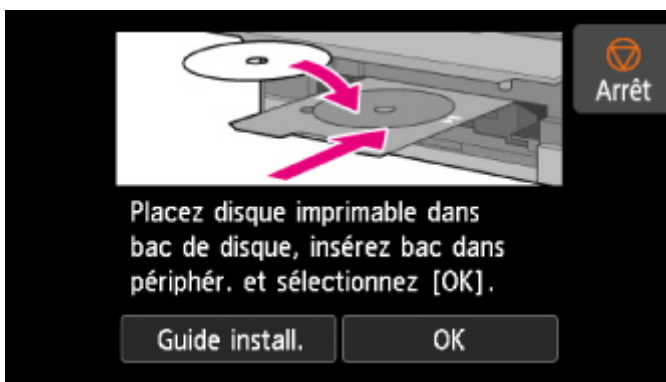 Arrêt
Placez disque imprimable dans
bac de disque, insérez bac dans
périphér. et sélectionnez [OK].
Guide install.
OK